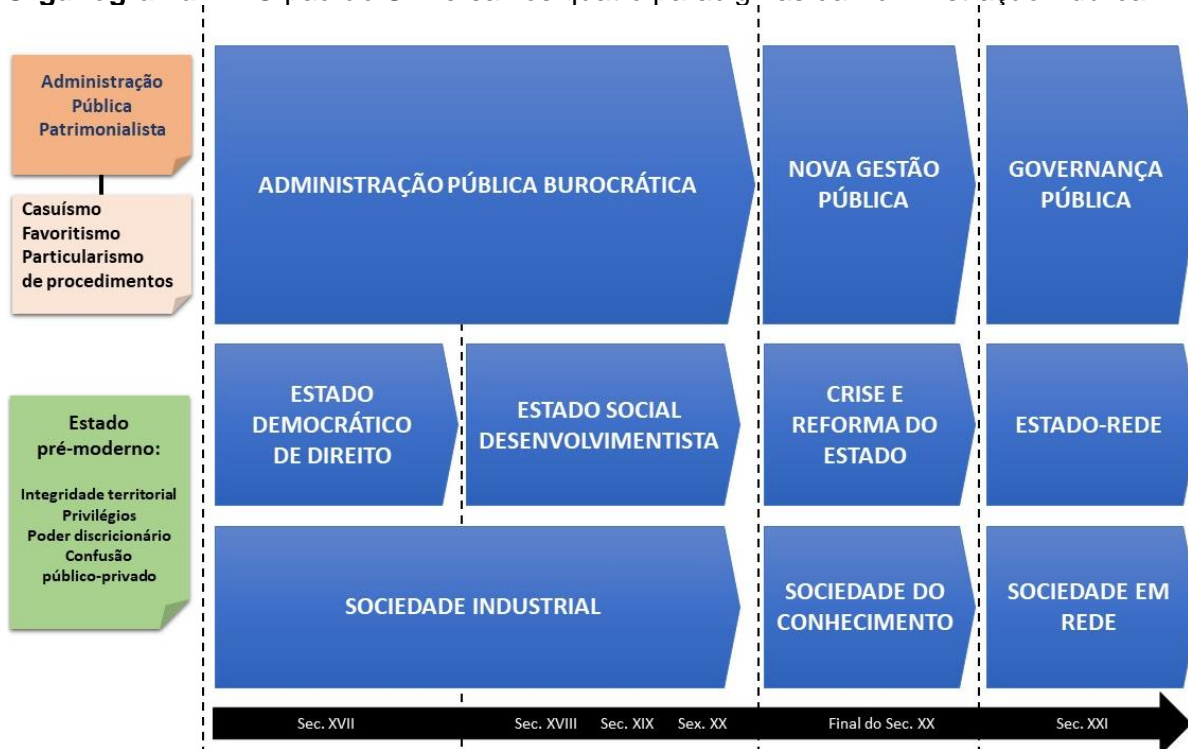 Administração
Pública
Patrimonialista
Casuísmo
Favoritismo
Particularismo
de procedimentos
ADMINISTRAÇÃO PÚBLICA BUROCRÁTICA
NOVA GESTÃO
PÚBLICA
GOVERNANÇA
PÚBLICA
Estado
pré-moderno:
Integridade territorial
Privilégios
Poder discricionário
Confusão
público-privado
ESTADO
DEMOCRÁTICO
DE DIREITO
ESTADO SOCIAL
DESENVOLVIMENTISTA
CRISE E
REFORMA DO
ESTADO
ESTADO-REDE
SOCIEDADE INDUSTRIAL
SOCIEDADE DO
CONHECIMENTO
SOCIEDADE EM
REDE
Sec. XVII
Sec. XVIII Sec. XIX Sex. XX
Final do Sec. XX
Sec. XXI